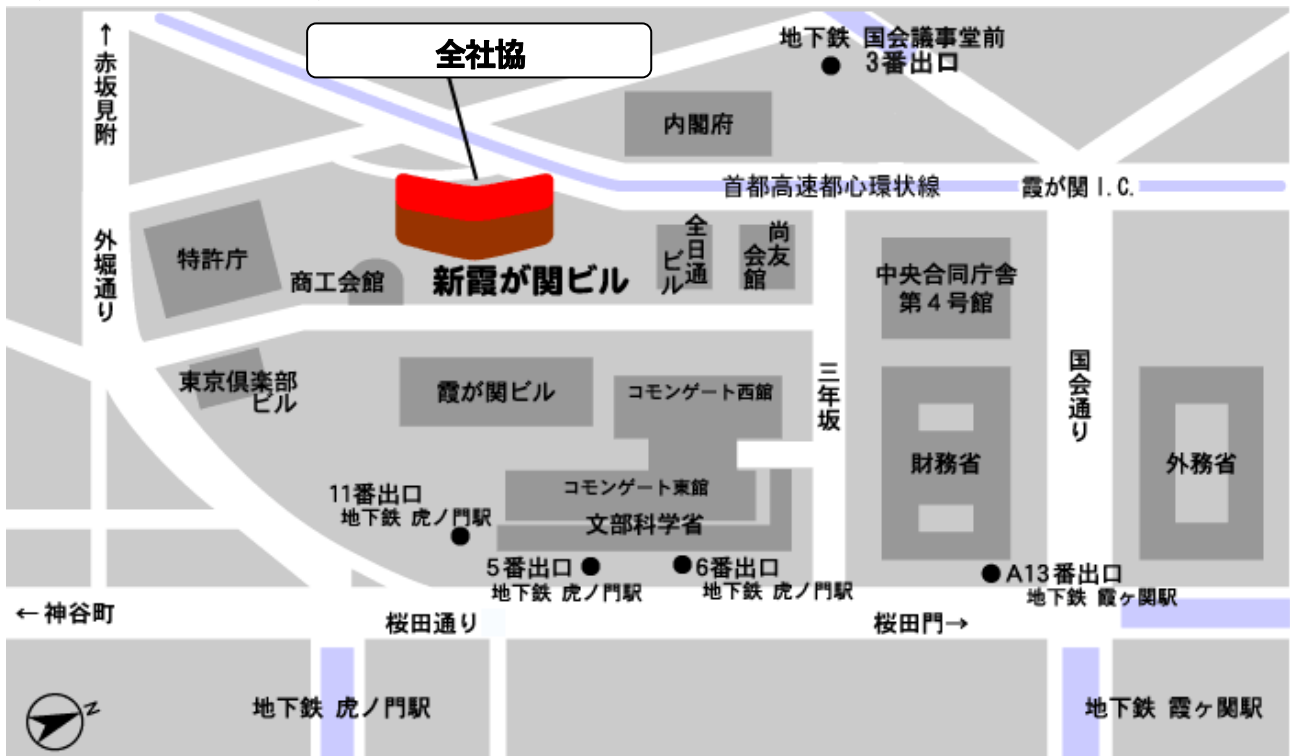 全社協
地下鉄 国会議事堂前
3番出口
↑赤坂見附
内閣府
首都高速都心環状線
霞が関 I.C.
外堀通り
特許庁
商工会館
新霞が関ビル
全日通
ビル
尚友
会館
中央合同庁舎
第4号館
東京倶楽部
ビル
霞が関ビル
コモンゲート西館
三年坂
国会通り
財務省
外務省
11番出口
地下鉄 虎ノ門駅
コモンゲート東館
文部科学省
5番出口
地下鉄 虎ノ門駅
6番出口
地下鉄 虎ノ門駅
A13番出口
地下鉄 霞ヶ関駅
←神谷町
桜田通り
桜田門→
地下鉄 虎ノ門駅
地下鉄 霞ヶ関駅
N